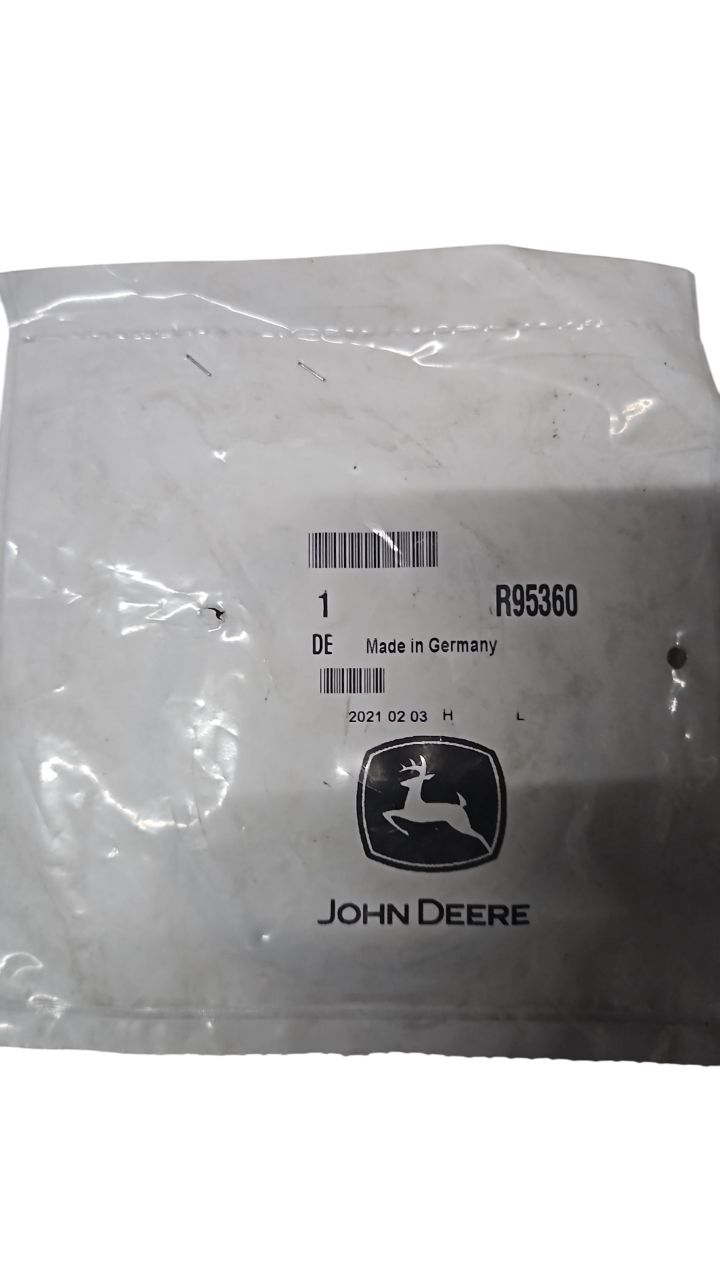 1 R95360
DE Made in Germany
2021 02 03 H L
JOHN DEERE